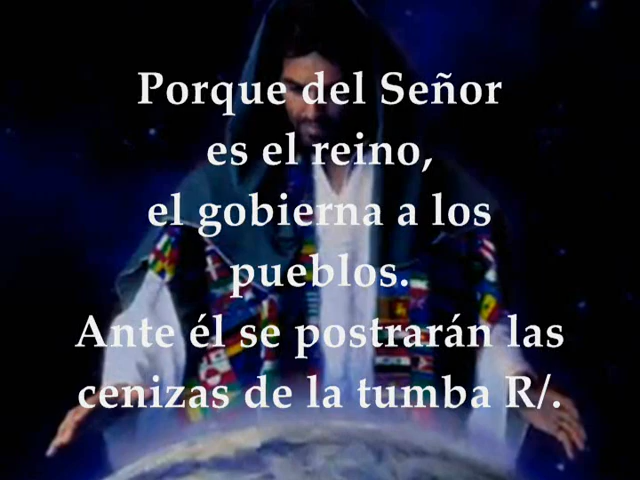 Porque del Señor
es el reino,
el gobierna a los
pueblos.
Ante él se postrarán las
cenizas de la tumba R/.